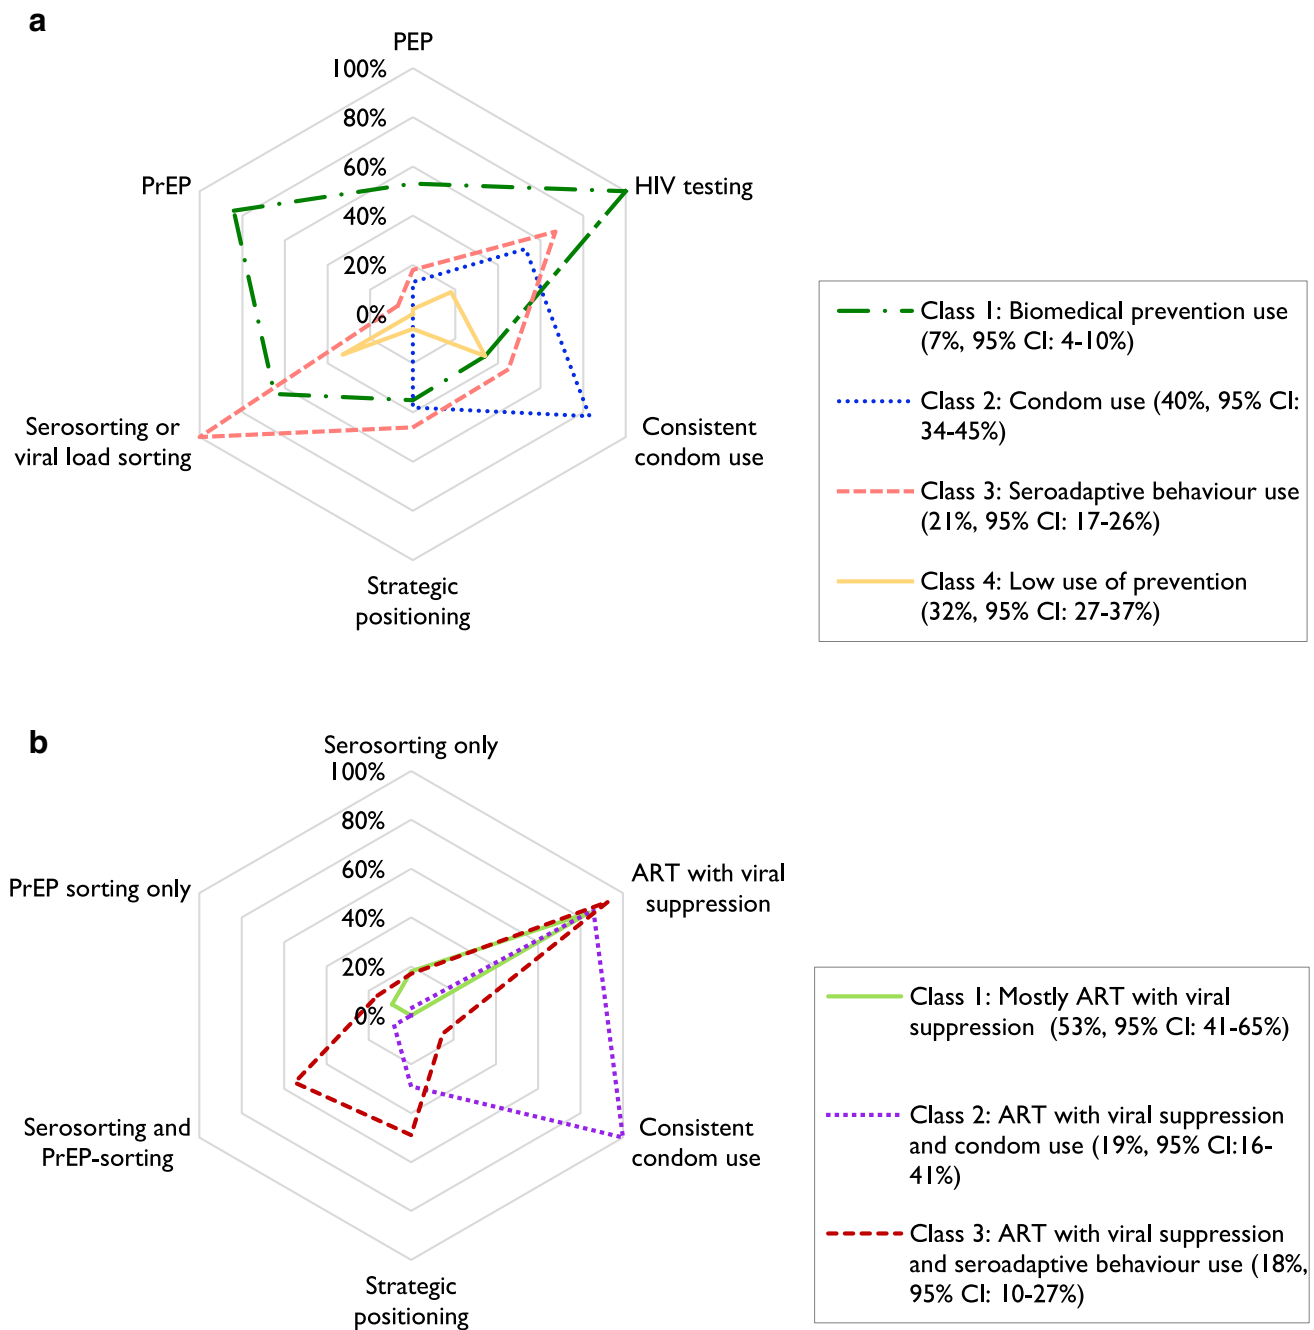 a
PEP
100%
80%
60%
40%
20%
0%
PrEP
HIV testing
Serosorting or
viral load sorting
Consistent
condom use
Strategic
positioning
Class 1: Biomedical prevention use
(7%, 95% CI: 4-10%)
Class 2: Condom use (40%, 95% CI:
34-45%)
Class 3: Seroadaptive behaviour use
(21%, 95% CI: 17-26%)
Class 4: Low use of prevention
(32%, 95% CI: 27-37%)
b
Serosorting only
100%
80%
60%
40%
20%
0%
PrEP sorting only
ART with viral
suppression
Serosorting and
PrEP-sorting
Consistent
condom use
Strategic
positioning
Class 1: Mostly ART with viral
suppression (53%, 95% CI: 41-65%)
Class 2: ART with viral suppression
and condom use (19%, 95% CI:16-
41%)
Class 3: ART with viral suppression
and seroadaptive behaviour use (18%,
95% CI: 10-27%)